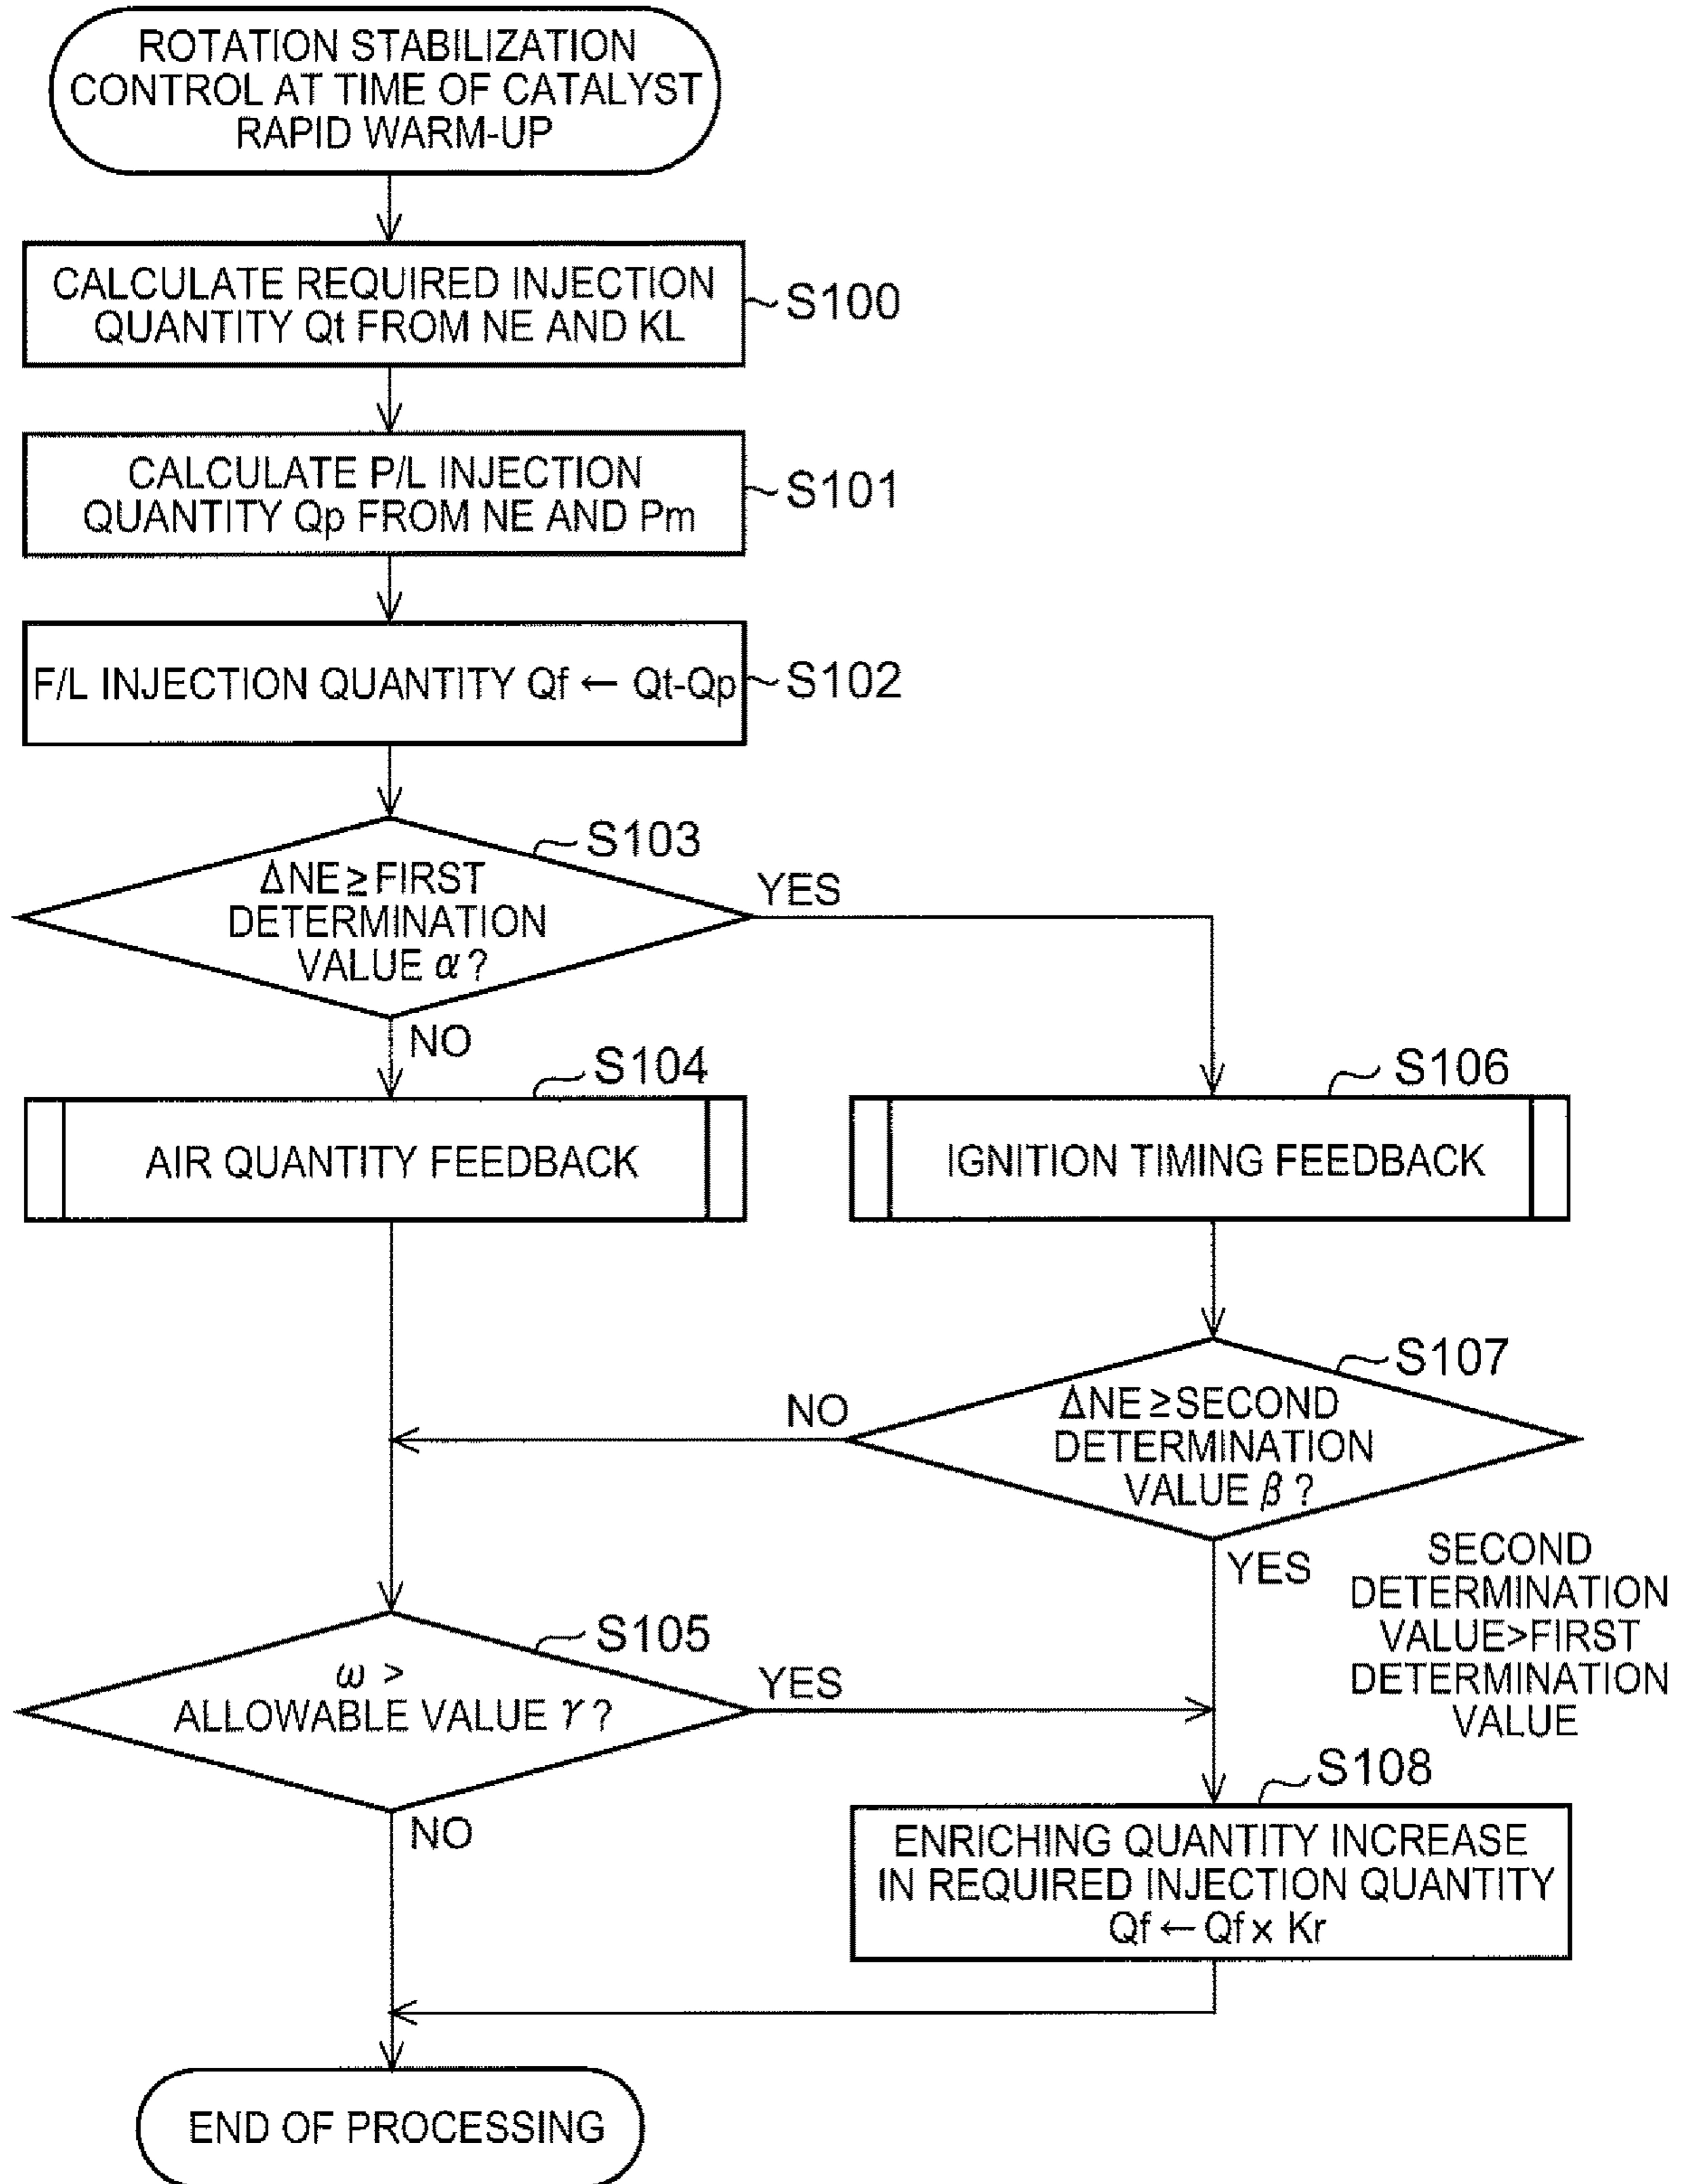 ROTATION STABILIZATION
CONTROL AT TIME OF CATALYST
RAPID WARM-UP
CALCULATE REQUIRED INJECTION
QUANTITY Qt FROM NE AND KL
S100
CALCULATE P/L INJECTION
QUANTITY Qp FROM NE AND Pm
S101
F/L INJECTION QUANTITY Qf ← Qt-Qp
S102
S103
ΔNE≥FIRST
DETERMINATION
VALUE α?
YES
NO
S104
AIR QUANTITY FEEDBACK
S106
IGNITION TIMING FEEDBACK
S107
ΔNE≥SECOND
DETERMINATION
VALUE β?
NO
YES
SECOND
DETERMINATION
VALUE>FIRST
DETERMINATION
VALUE
S105
ω >
ALLOWABLE VALUE γ?
YES
NO
S108
ENRICHING QUANTITY INCREASE
IN REQUIRED INJECTION QUANTITY
Qf ← Qf × Kr
END OF PROCESSING